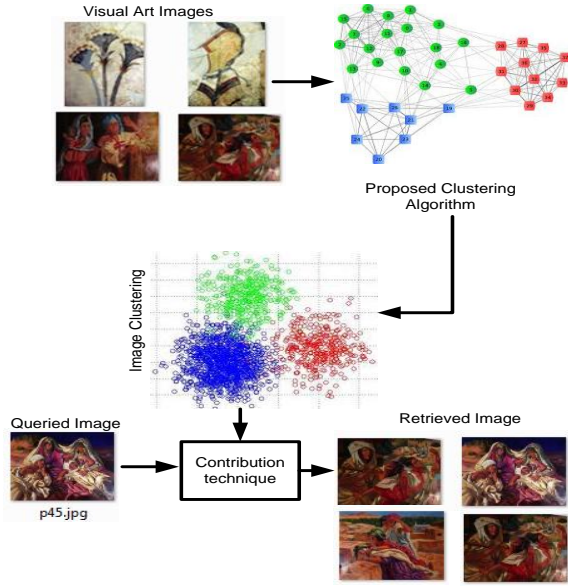 Visual Art Images
Proposed Clustering
Algorithm
Image Clustering
Queried Image
Retrieved Image
Contribution
technique
p45.jpg